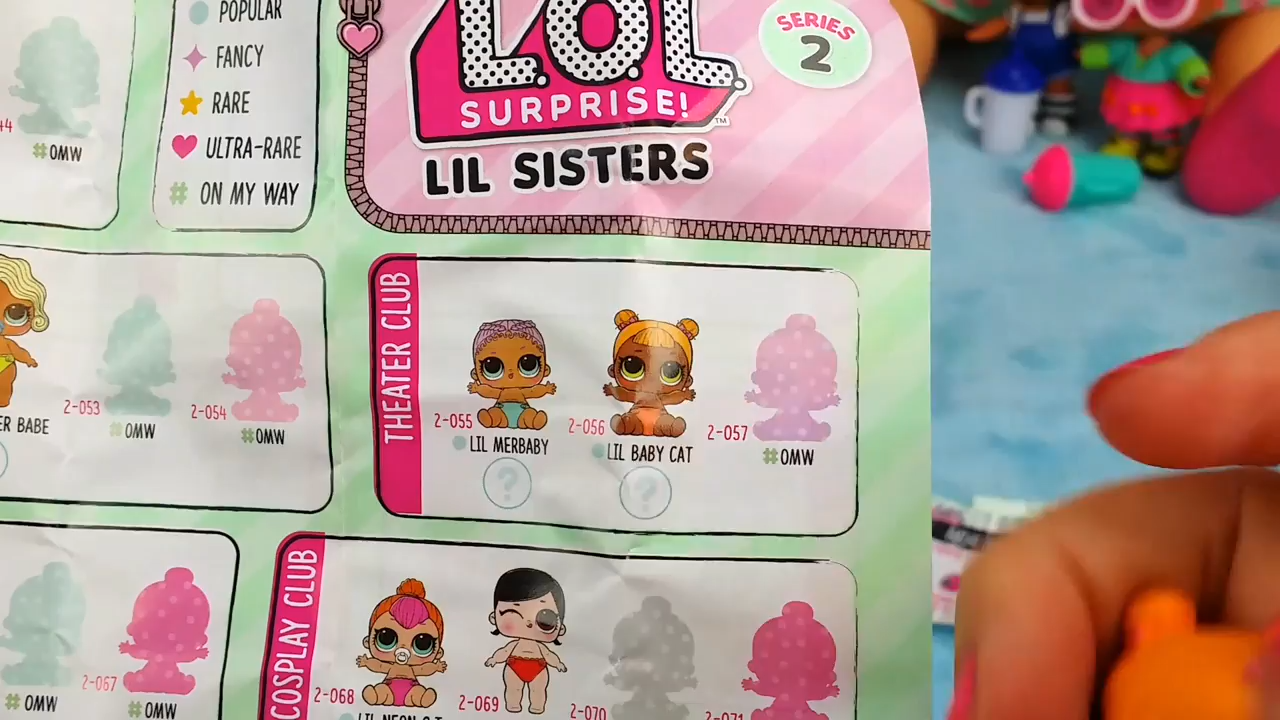 POPULAR
FANCY
RARE
ULTRA-RARE
# ON MY WAY
L.O.L.
SURPRISE!™
LIL SISTERS
SERIES
2
#OMW
BABE
2-053
#OMW
2-054
#OMW
THEATER CLUB
2-055
LIL MERBABY
?
2-056
LIL BABY CAT
?
2-057
#OMW
#OMW
2-067
#OMW
COSPLAY CLUB
2-068
2-069
2-070
2-071